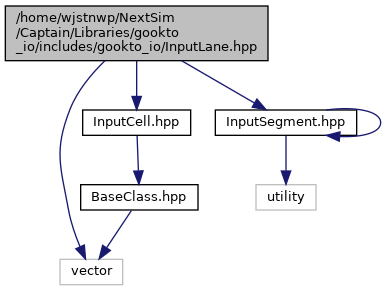 /home/wjstnwp/NextSim
/Captain/Libraries/gookto
_io/includes/gookto_io/InputLane.hpp
InputCell.hpp
InputSegment.hpp
BaseClass.hpp
utility
vector